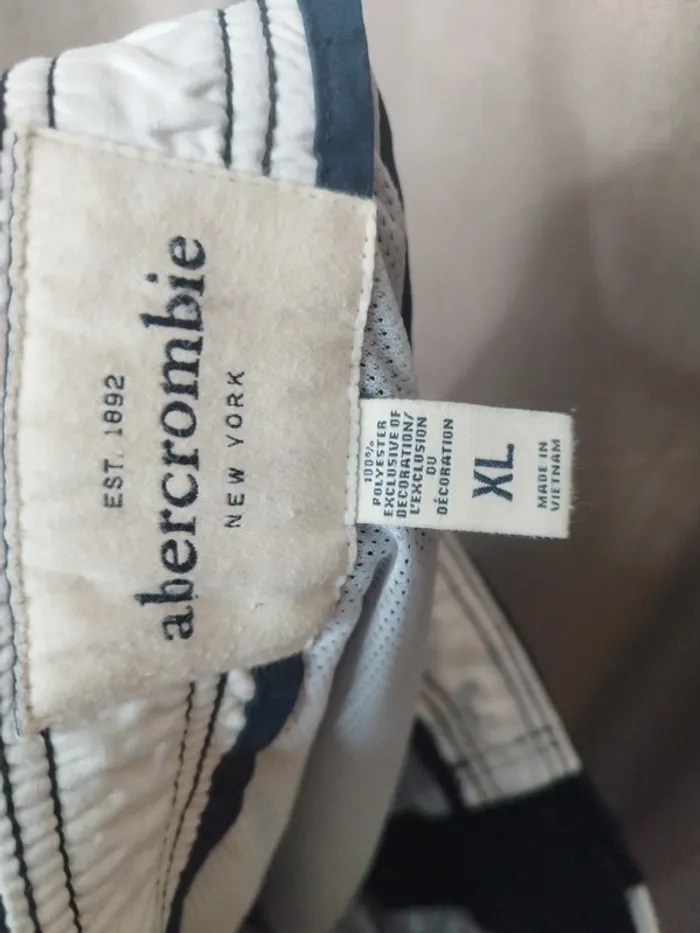 EST. 1892
abercrombie
NEW YORK
100%
POLYESTER
EXCLUSIVE OF
DECORATION/
L'EXCLUSION
DU
DÉCORATION
XL
MADE IN
VIETNAM